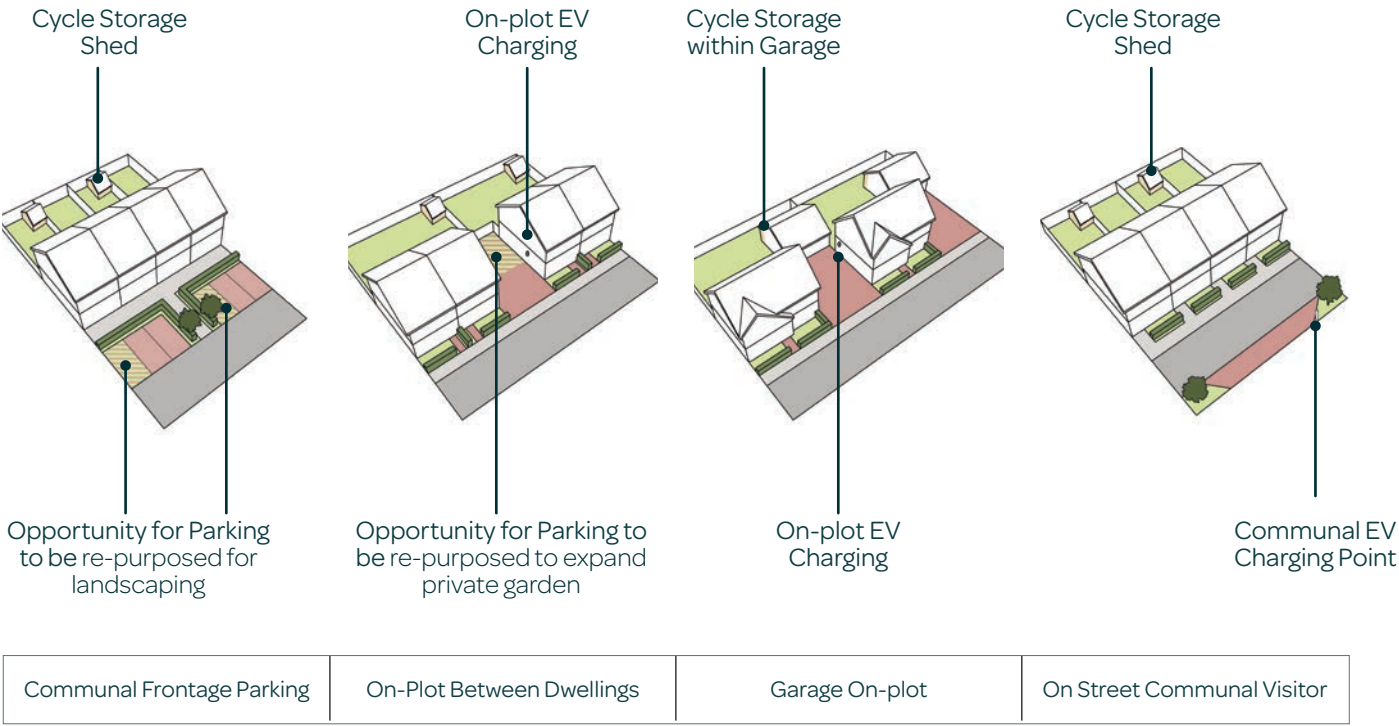 Cycle Storage
Shed
On-plot EV
Charging
Cycle Storage
within Garage
Cycle Storage
Shed
Opportunity for Parking
to be re-purposed for
landscaping
Opportunity for Parking to
be re-purposed to expand
private garden
On-plot EV
Charging
Communal EV
Charging Point
Communal Frontage Parking
On-Plot Between Dwellings
Garage On-plot
On Street Communal Visitor